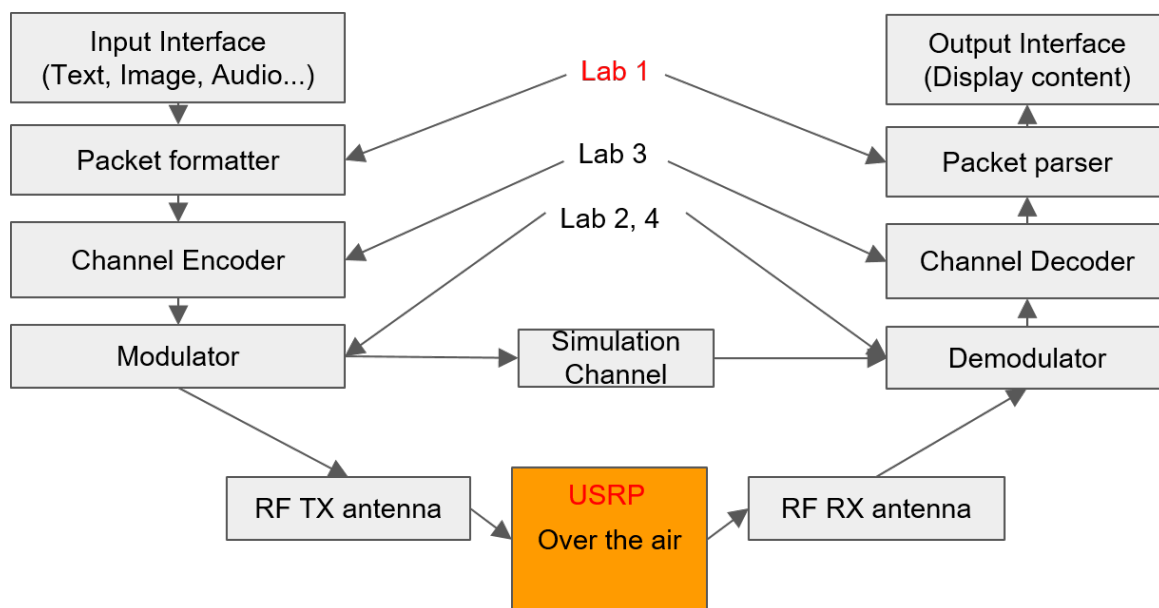 Input Interface
(Text, Image, Audio...)
Packet formatter
Channel Encoder
Modulator
Lab 1
Lab 3
Lab 2, 4
Simulation
Channel
Output Interface
(Display content)
Packet parser
Channel Decoder
Demodulator
RF TX antenna
USRP
Over the air
RF RX antenna